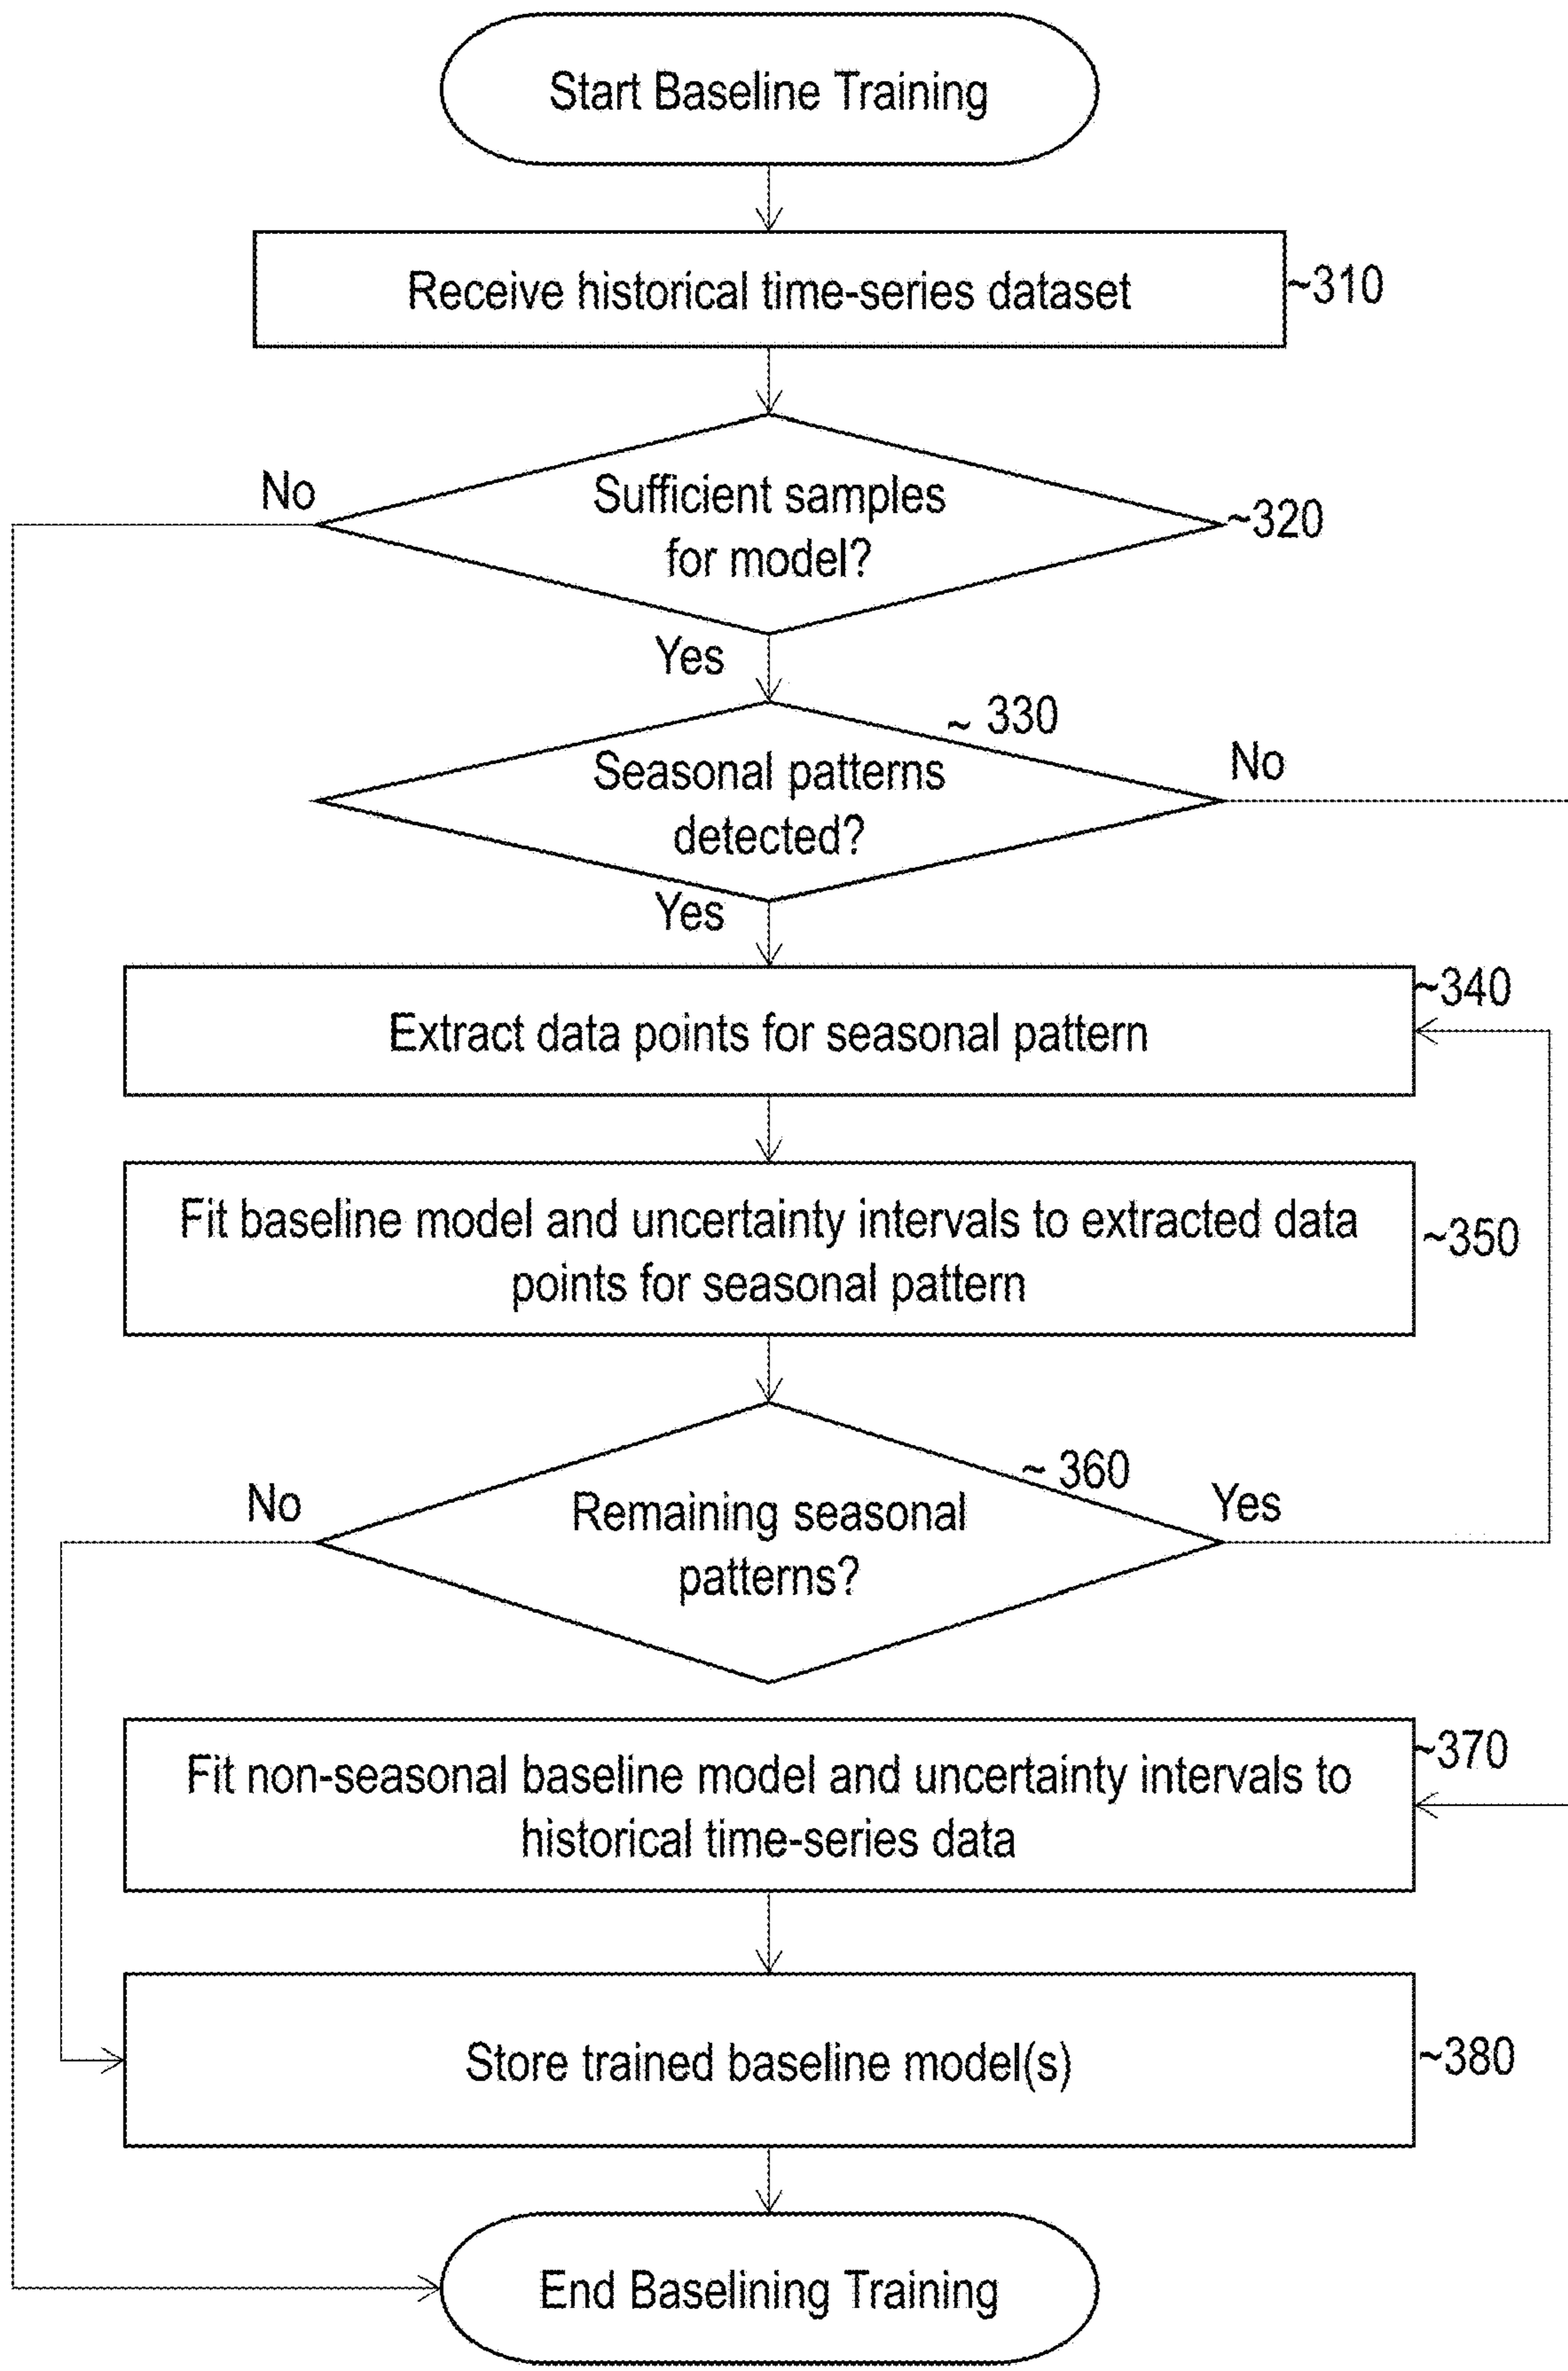 Start Baseline Training
Receive historical time-series dataset
~310
No
Sufficient samples
for model?
~320
Yes
~ 330
Seasonal patterns
detected?
No
Yes
~340
Extract data points for seasonal pattern
Fit baseline model and uncertainty intervals to extracted data
points for seasonal pattern
~350
~ 360
No
Remaining seasonal
patterns?
Yes
~370
Fit non-seasonal baseline model and uncertainty intervals to
historical time-series data
Store trained baseline model(s)
~380
End Baselining Training